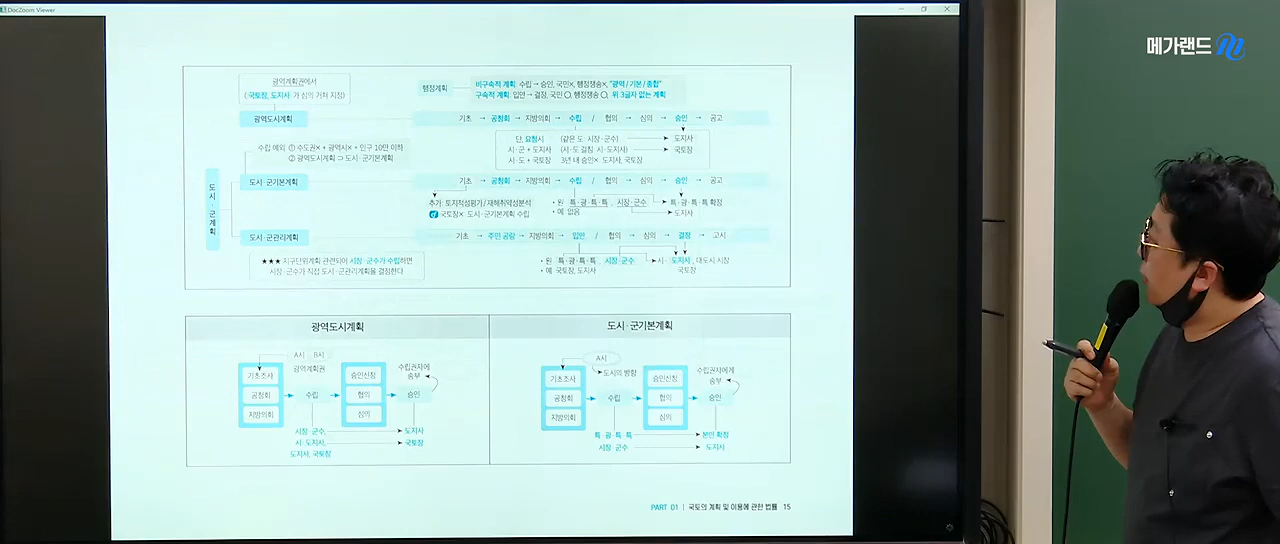 DocZoom Viewer
메가랜드
광역계획권에서
(국토장, 도지사 가 심의 거쳐 지정)
행정계획
비구속적 계획: 수립 → 승인, 국민×, 행정쟁송×, "광역 / 기본 / 종합"
구속적 계획: 입안 → 결정, 국민 ○, 행정쟁송 ○, 위 3글자 없는 계획
광역도시계획
기초 → 공청회 → 지방의회 → 수립 / 협의 → 심의 → 승인 → 공고
단, 요청시 (같은 도: 시장·군수) 도지사
시·군 + 도지사 (시·도 걸침: 시·도지사) 국토장
시·도 + 국토장 3년 내 승인×: 도지사, 국토장
수립 예외: ① 수도권× + 광역시× + 인구 10만 이하
② 광역도시계획 ⊃ 도시·군기본계획
도시·군계획
도시·군기본계획
기초 → 공청회 → 지방의회 → 수립 / 협의 → 심의 → 승인 → 공고
추가: 토지적성평가 / 재해취약성분석
국토장×: 도시·군기본계획 수립
• 원: 특·광·특·특, 시장·군수 특·광·특·특 확정
• 예: 없음 도지사
도시·군관리계획
기초 → 주민 공람 → 지방의회 → 입안 / 협의 → 심의 → 결정 → 고시
★★★ 지구단위계획 관련되어 시장·군수가 수립하면
시장·군수가 직접 도시·군관리계획을 결정한다
• 원: 특·광·특·특, 시장·군수 시·도지사, 대도시 시장
• 예: 국토장, 도지사 국토장
광역도시계획
A시 B시
광역계획권
기초조사
공청회
지방의회
수립
승인신청
협의
심의
수립권자에
송부
승인
시장·군수, 도지사
시·도지사, 국토장
도지사, 국토장
도시·군기본계획
A시
도시의 방향
기초조사
공청회
지방의회
수립
승인신청
협의
심의
수립권자에게
송부
승인
특·광·특·특 본인 확정
시장·군수 도지사
PART 01 | 국토의 계획 및 이용에 관한 법률 15